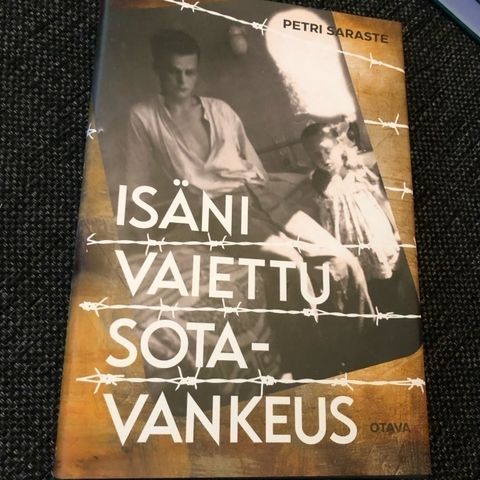 PETRI SARASTE
ISÄNI
VAIETTU
SOTA-
VANKEUS
OTAVA